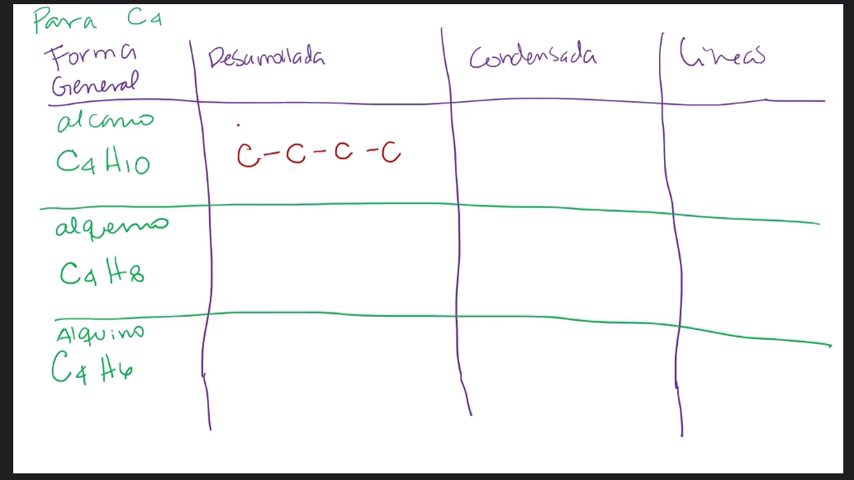 Para C4
Forma General
Desarrollada
Condensada
Líneas
alcano
C4H10
C-C-C-C
alqueno
C4H8
Alquino
C4H6